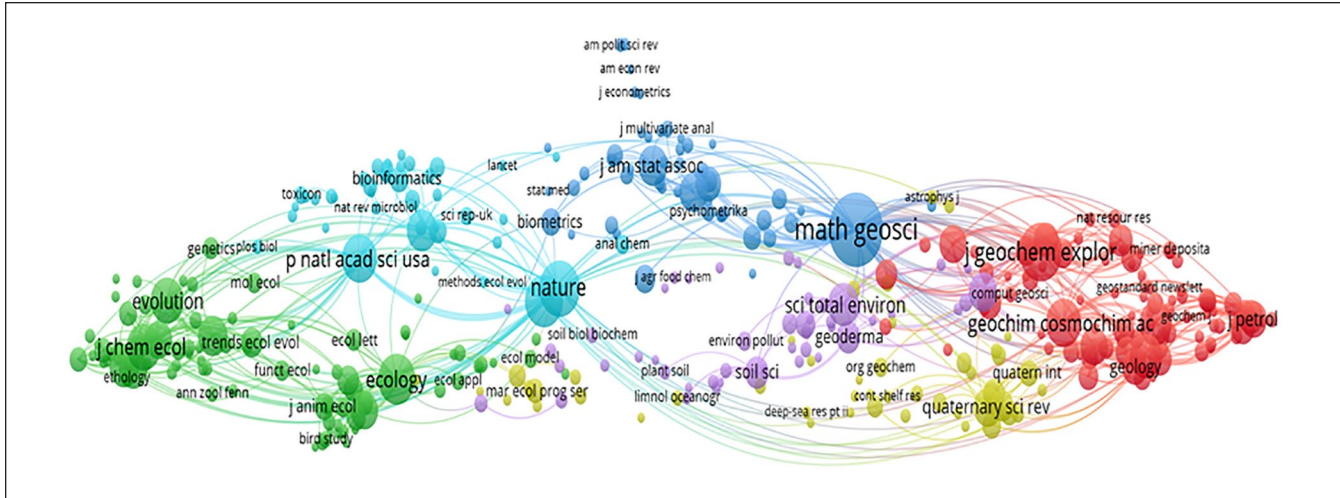 am polit sci rev
am econ rev
j econometrics
j multivariate anal
lancet
j am stat assoc
bioinformatics
toxicon
stat med
astrophys j
nat rev microbiol
sci rep-uk
psychometrika
nat resour res
biometrics
math geosci
anal chem
genetics
plos biol
j geochem explor
miner deposita
p natl acad sci usa
mol ecol
methods ecol evol
j agr food chem
nature
geostandard newslett
comput geosci
evolution
sci total environ
geochem j
j petrol
geochim cosmochim ac
soil biol biochem
geoderma
environ pollut
j chem ecol
trends ecol evol
ecol lett
ecol model
geology
org geochem
plant soil
soil sci
quatern int
ethology
funct ecol
ecology
ecol appl
ann zool fenn
mar ecol prog ser
limnol oceanogr
cont shelf res
quaternary sci rev
j anim ecol
deep-sea res pt ii
bird study